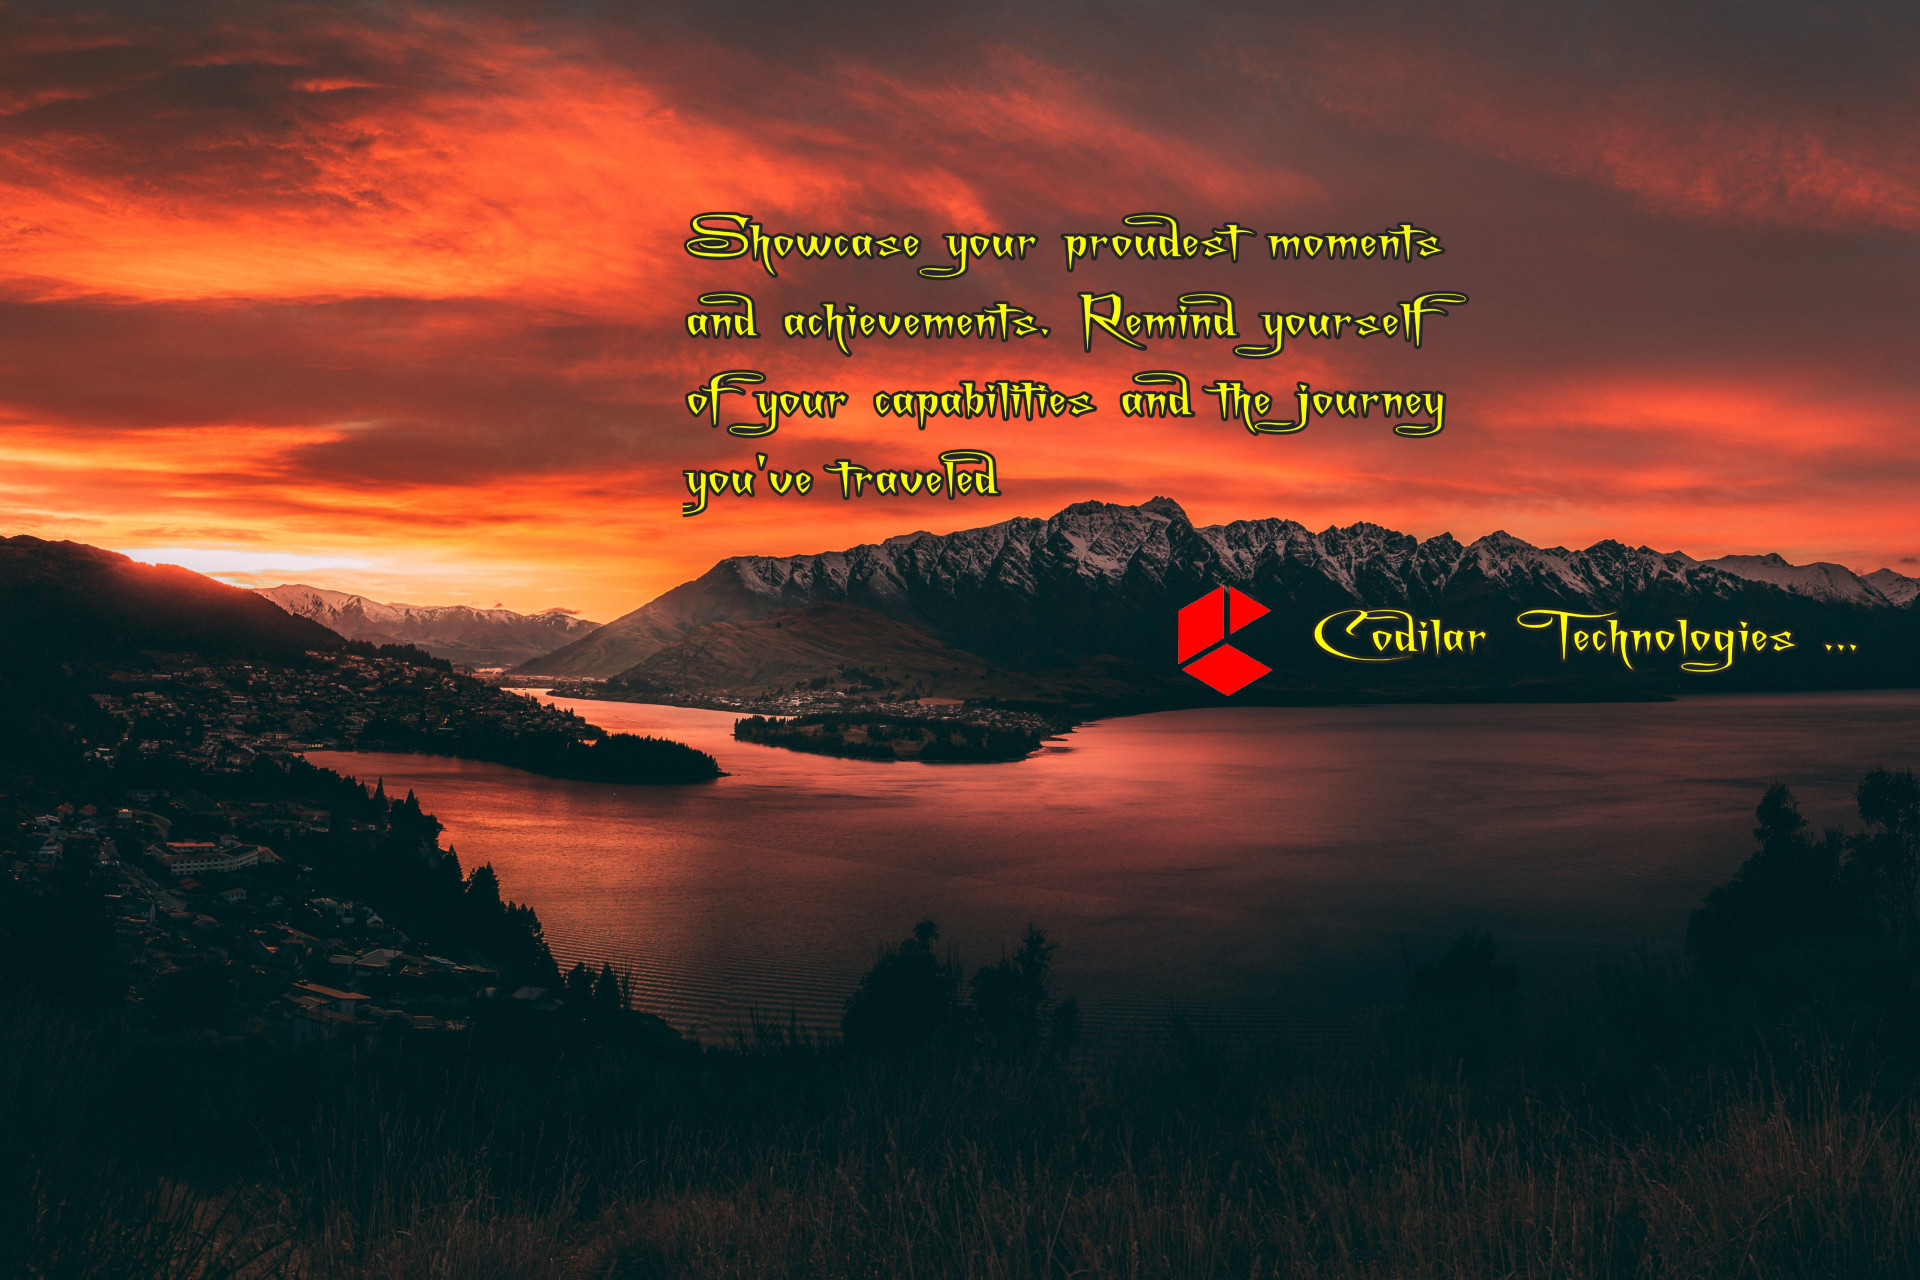 Showcase your proudest moments
and achievements. Remind yourself
of your capabilities and the journey
you've traveled
Codilar Technologies ...